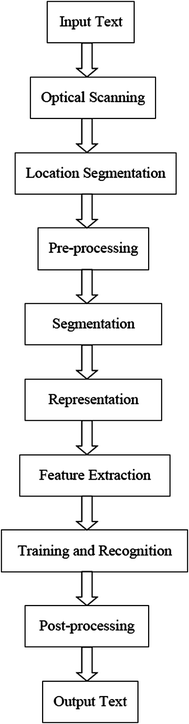 Input Text
Optical Scanning
Location Segmentation
Pre-processing
Segmentation
Representation
Feature Extraction
Training and Recognition
Post-processing
Output Text